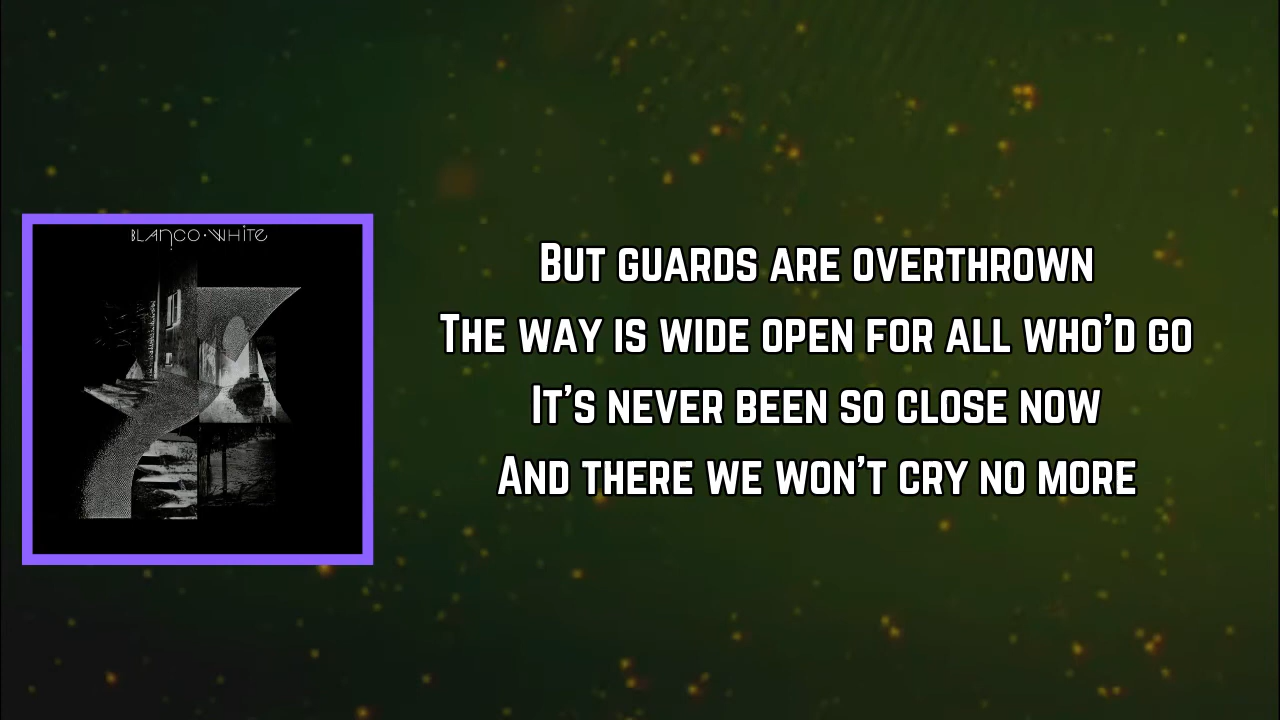 BLANCO•WHITE
BUT GUARDS ARE OVERTHROWN
THE WAY IS WIDE OPEN FOR ALL WHO’D GO
IT’S NEVER BEEN SO CLOSE NOW
AND THERE WE WON’T CRY NO MORE